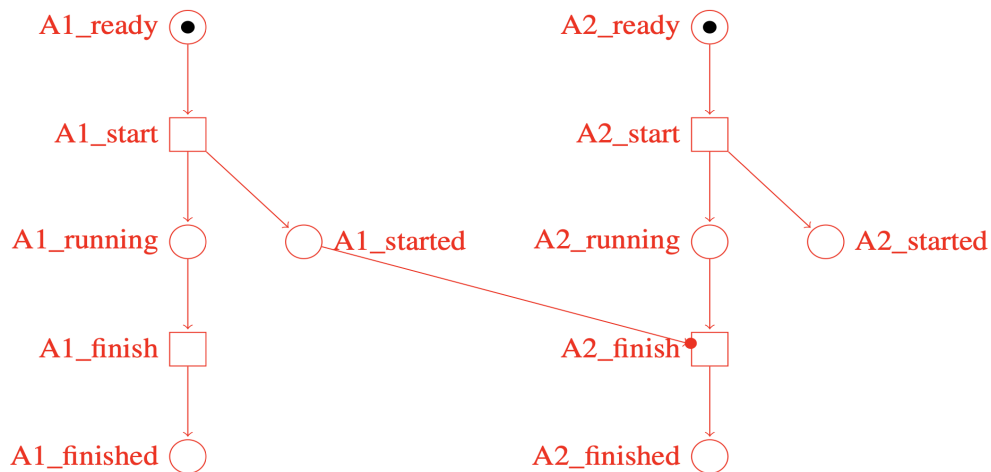 A1_ready
A2_ready
A1_start
A2_start
A1_running
A1_started
A2_running
A2_started
A1_finish
A2_finish
A1_finished
A2_finished